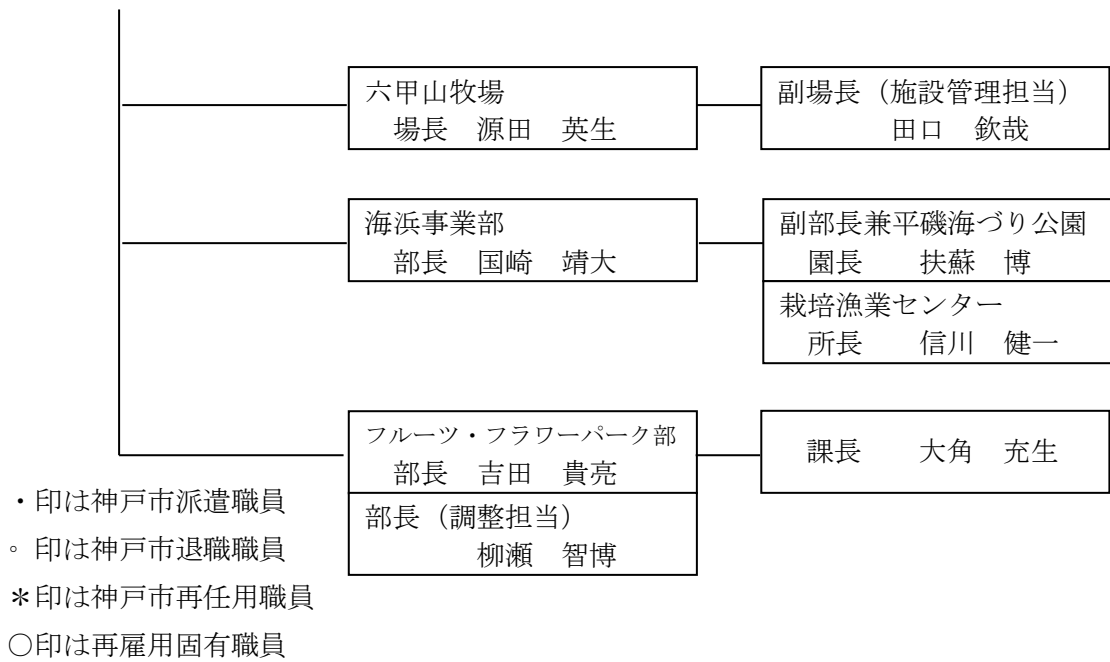 六甲山牧場
場長　源田　英生
副場長（施設管理担当）
田口　欽哉
海浜事業部
部長　国崎　靖大
副部長兼平磯海づり公園
園長　　扶蘇　博
栽培漁業センター
所長　　信川　健一
フルーツ・フラワーパーク部
部長　吉田　貴亮
課長　　大角　充生
部長（調整担当）
柳瀬　智博
・印は神戸市派遣職員
◦印は神戸市退職職員
＊印は神戸市再任用職員
○印は再雇用固有職員